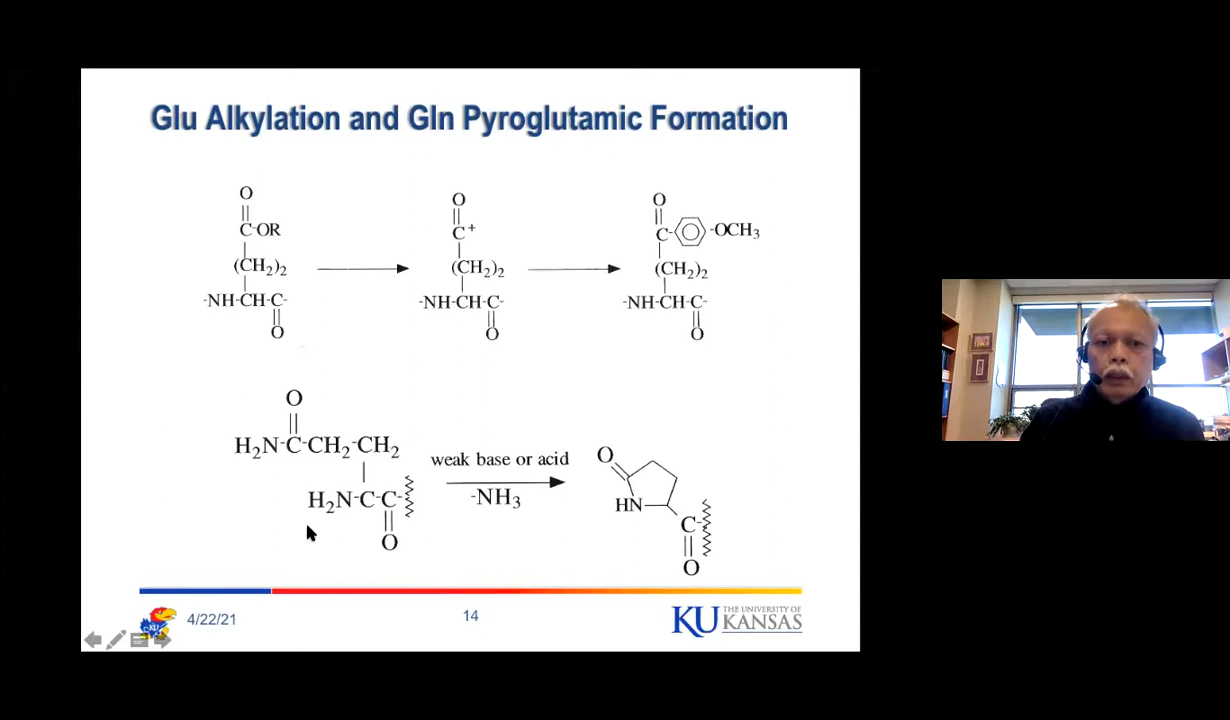 Glu Alkylation and Gln Pyroglutamic Formation
O
C-OR
(CH2)2
-NH-CH-C-
O
O
C+
(CH2)2
-NH-CH-C-
O
O
C -OCH3
(CH2)2
-NH-CH-C-
O
O
H2N-C-CH2-CH2
H2N-C-C-
O
weak base or acid
-NH3
O
HN
C-
O
4/22/21
14
KU THE UNIVERSITY OF
KANSAS